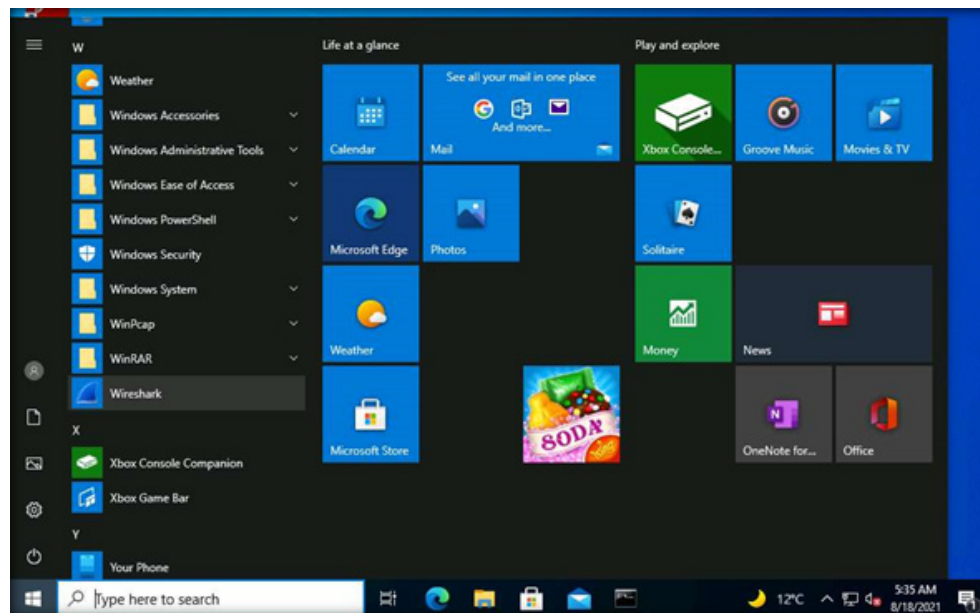 W
Weather
Windows Accessories
Windows Administrative Tools
Windows Ease of Access
Windows PowerShell
Windows Security
Windows System
WinPcap
WinRAR
Wireshark
X
Xbox Console Companion
Xbox Game Bar
Y
Your Phone
Life at a glance
Calendar
See all your mail in one place
And more...
Mail
Microsoft Edge
Photos
Weather
Microsoft Store
SODA
Play and explore
Xbox Console...
Groove Music
Movies & TV
Solitaire
Money
News
OneNote for...
Office
Type here to search
12°C
5:35 AM
8/18/2021